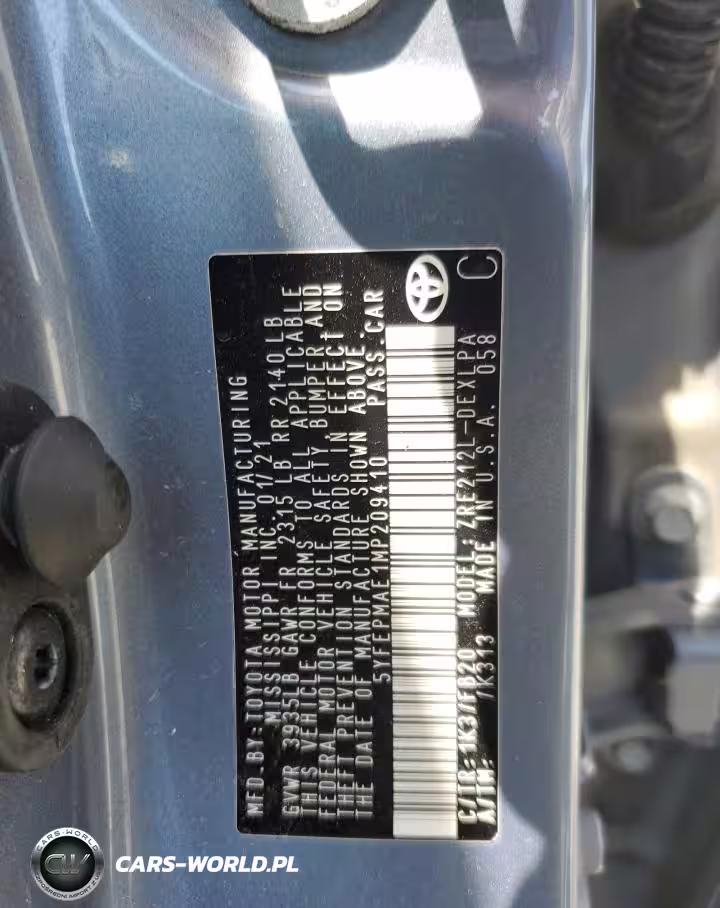 MFD.BY:TOYOTA MOTOR MANUFACTURING
MISSISSIPPI INC. 01/21
GVWR 3935LB GAWR FR 2315 LB RR 2140 LB
THIS VEHICLE CONFORMS TO ALL APPLICABLE
FEDERAL MOTOR VEHICLE SAFETY BUMPER AND
THEFT PREVENTION STANDARDS IN EFFECT ON
THE DATE OF MANUFACTURE SHOWN ABOVE.
5YFEPMAE1MP209410 PASS.CAR
C/TR: 1K3/FB20 MODEL: ZRE212L-DEXLPA
A/TM: /K313 MADE IN U.S.A. 058
C
CARS-WORLD
CW
CARS-WORLD.PL